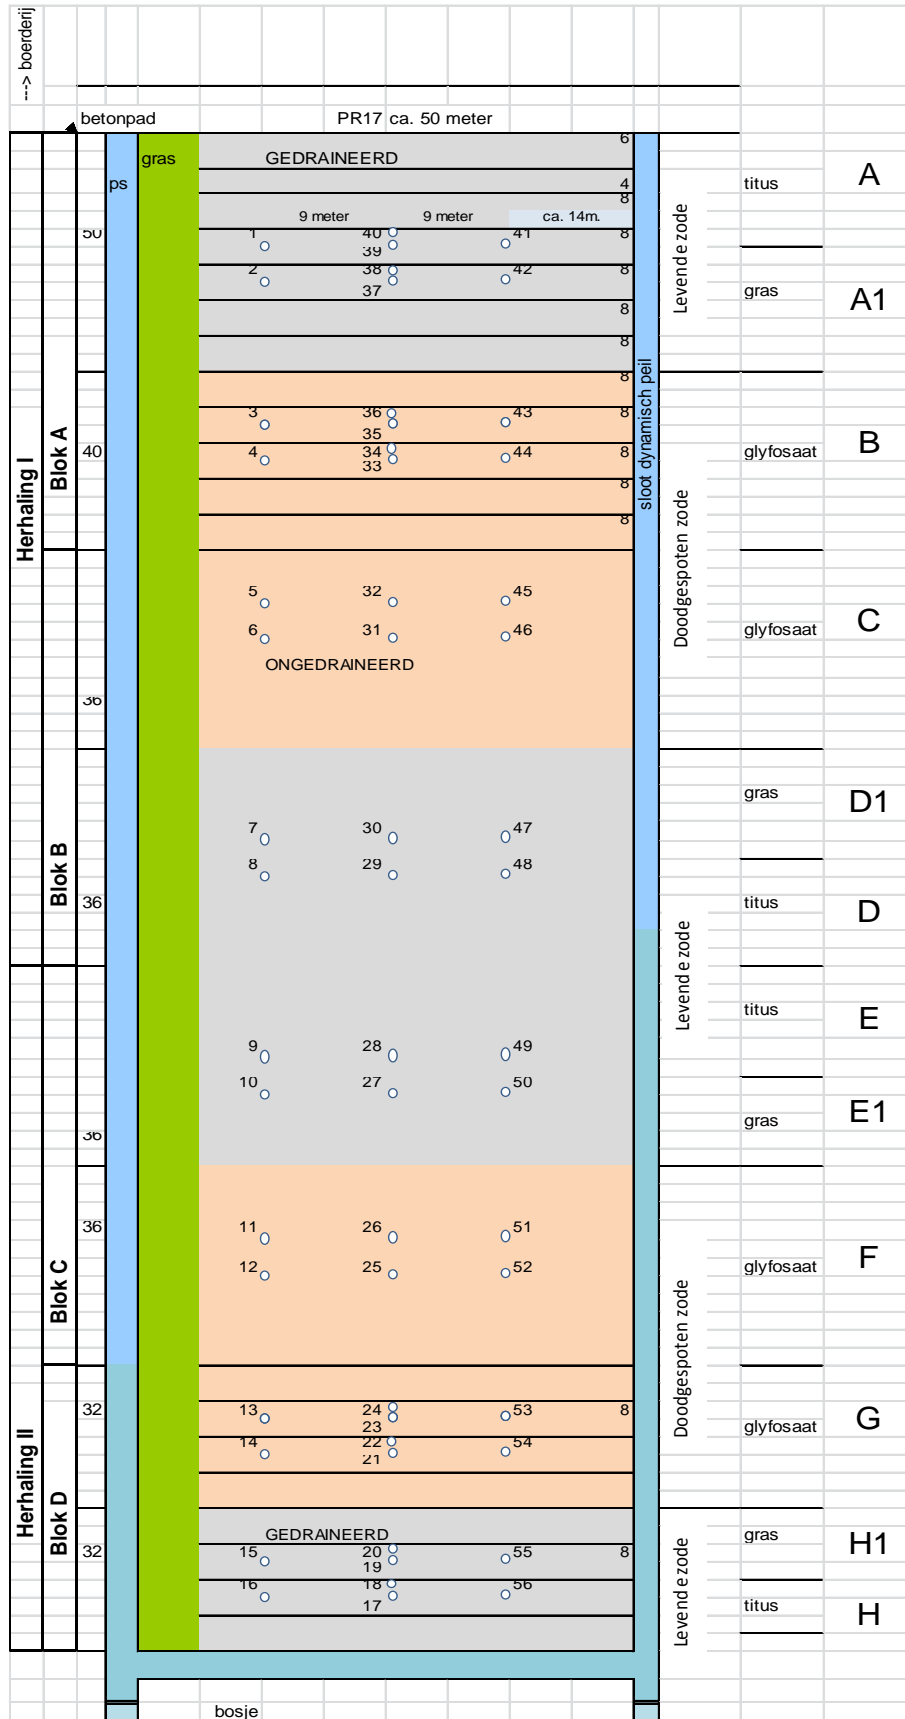 ---> boerderij
betonpad PR17 ca. 50 meter
6
gras GEDRAINEERD
ps 4 titus A
8
9 meter 9 meter ca. 14m.
50 1 40 41 8
39
2 38 42 8
37 gras A1
8
8
Levende zode
8
3 36 43 8
35
40 4 34 44 8 glyfosaat B
33
8
8
sloot dynamisch peil
Blok A
Herhaling I
Doodgespoten zode
5 32 45
6 31 46 glyfosaat C
ONGEDRAINEERD
36
gras D1
7 30 47
8 29 48
Blok B
36 titus D
Levende zode
titus E
9 28 49
10 27 50
gras E1
36
36 11 26 51
12 25 52 glyfosaat F
Blok C
Doodgespoten zode
32 13 24 53 8 glyfosaat G
23
14 22 54
21
Herhaling II
Blok D
GEDRAINEERD gras H1
32 15 20 55 8
19
16 18 56
17 titus H
Levende zode
bosje